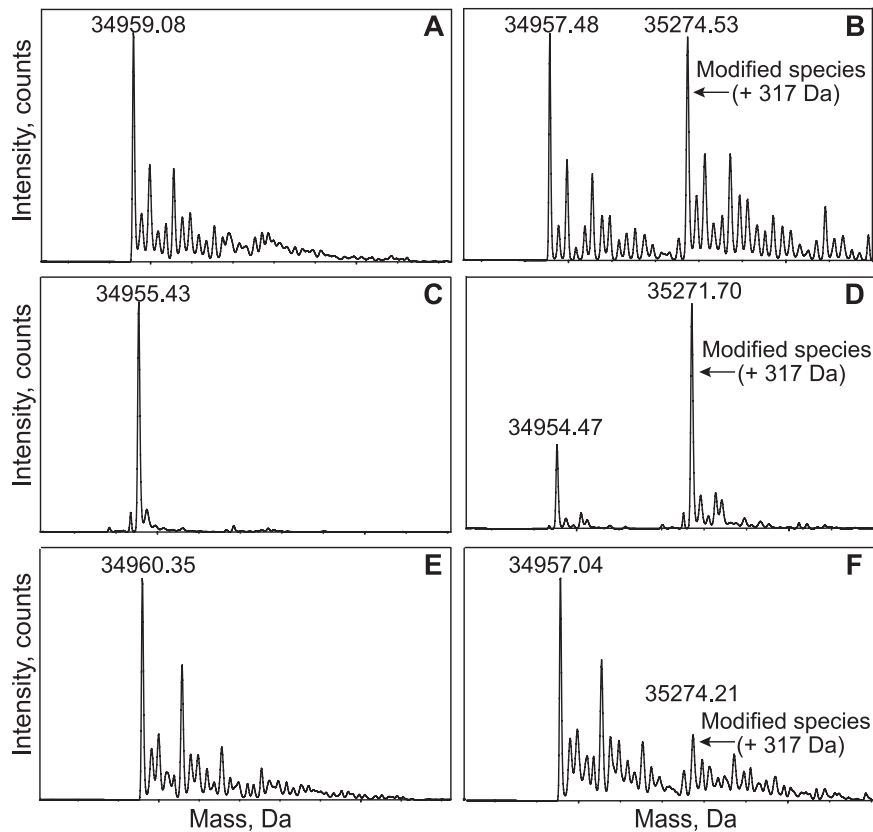 34959.08
A
Intensity, counts
34957.48
35274.53
B
Modified species
(+ 317 Da)
34955.43
C
35271.70
D
Modified species
(+ 317 Da)
34954.47
34960.35
E
Intensity, counts
Mass, Da
34957.04
F
35274.21
Modified species
(+ 317 Da)
Mass, Da